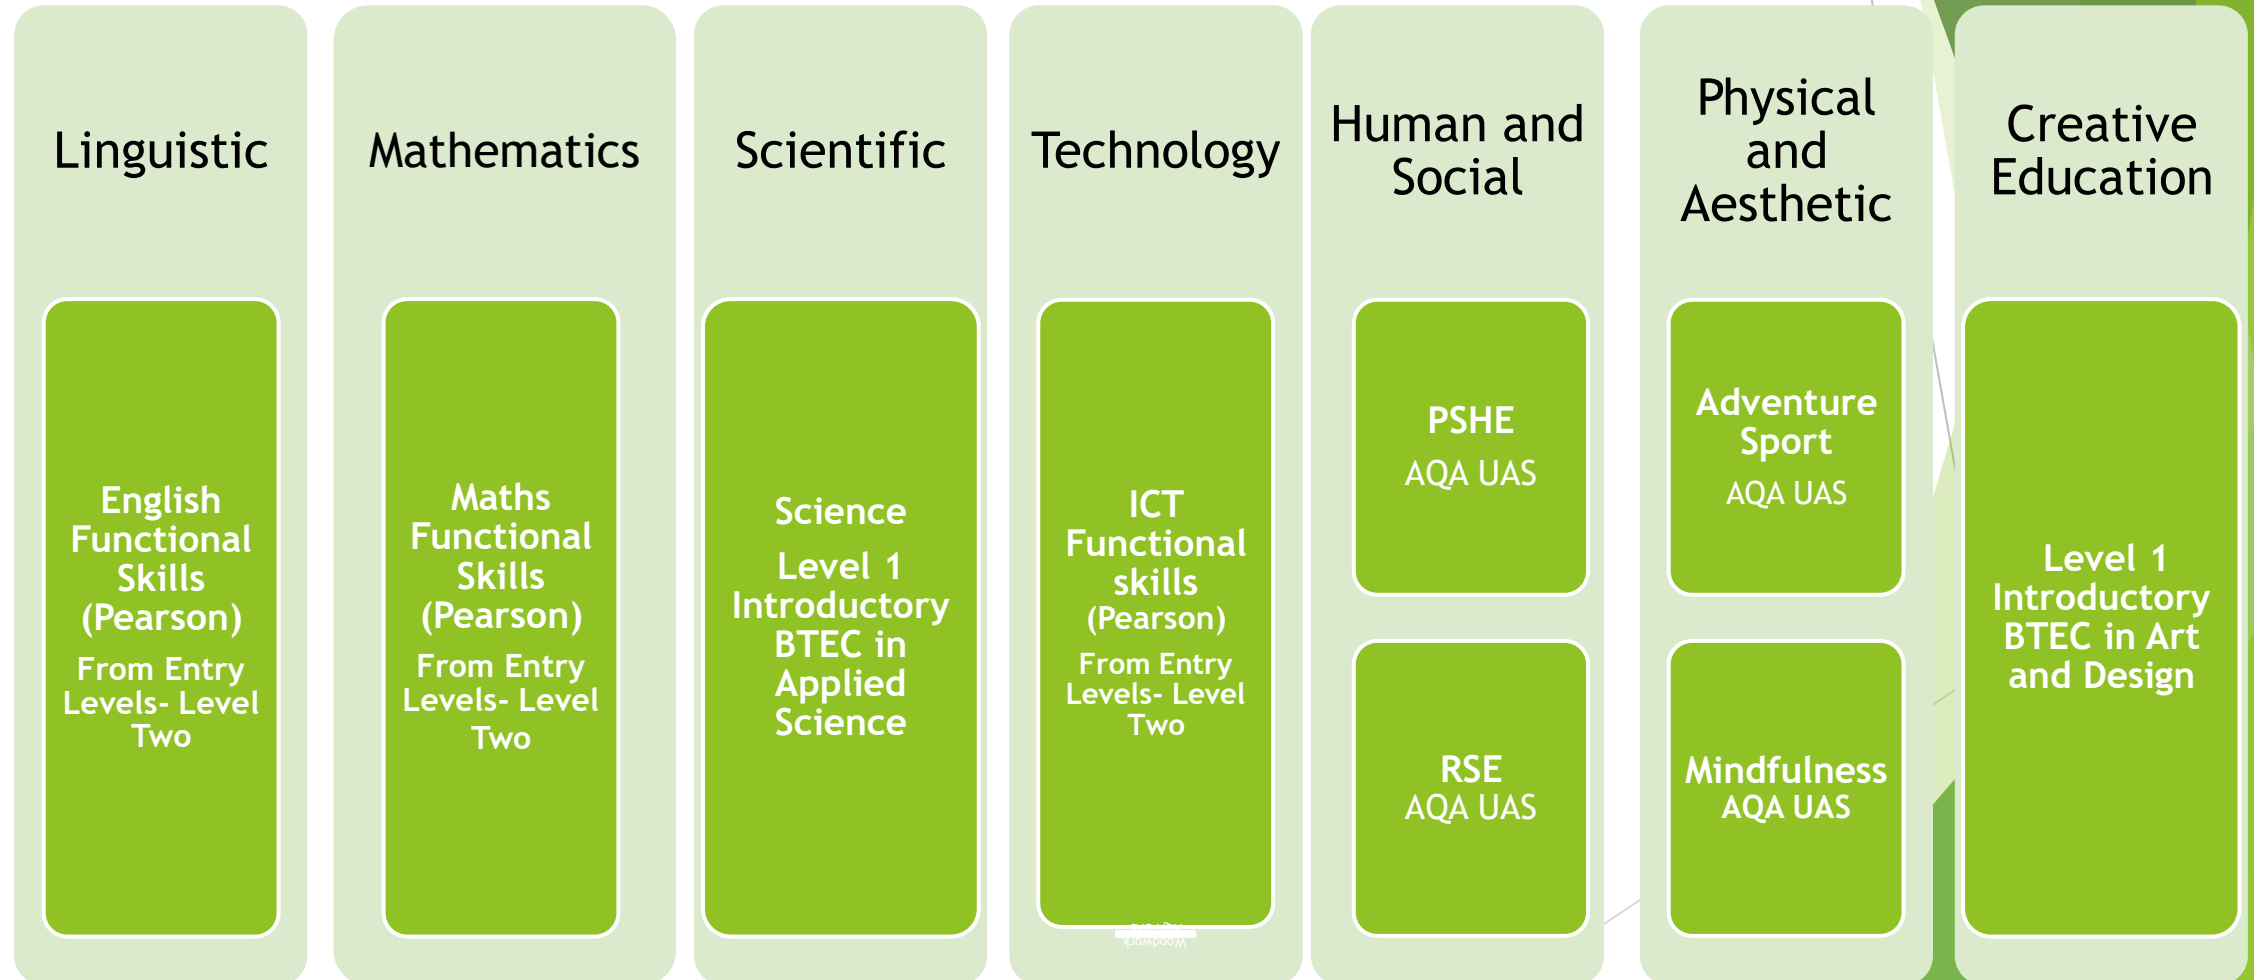 Linguistic
English
Functional
Skills
(Pearson)
From Entry
Levels- Level
Two
Mathematics
Maths
Functional
Skills
(Pearson)
From Entry
Levels- Level
Two
Scientific
Science
Level 1
Introductory
BTEC in
Applied
Science
Technology
ICT
Functional
skills
(Pearson)
From Entry
Levels- Level
Two
Woodwork
Human and
Social
PSHE
AQA UAS
RSE
AQA UAS
Physical
and
Aesthetic
Adventure
Sport
AQA UAS
Mindfulness
AQA UAS
Creative
Education
Level 1
Introductory
BTEC in Art
and Design